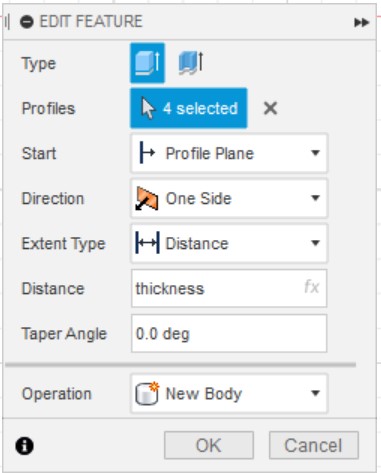 EDIT FEATURE
Type
Profiles 4 selected
Start Profile Plane
Direction One Side
Extent Type Distance
Distance thickness fx
Taper Angle 0.0 deg
Operation New Body
OK Cancel